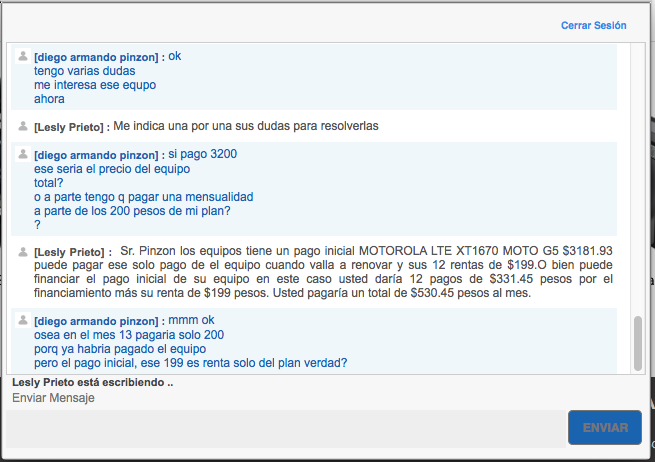 Cerrar Sesión
[diego armando pinzon] : ok
tengo varias dudas
me interesa ese equpo
ahora
[Lesly Prieto] : Me indica una por una sus dudas para resolverlas
[diego armando pinzon] : si pago 3200
ese seria el precio del equipo
total?
o a parte tengo q pagar una mensualidad
a parte de los 200 pesos de mi plan?
?
[Lesly Prieto] : Sr. Pinzon los equipos tiene un pago inicial MOTOROLA LTE XT1670 MOTO G5 $3181.93
puede pagar ese solo pago de el equipo cuando valla a renovar y sus 12 rentas de $199.O bien puede
financiar el pago inicial de su equipo en este caso usted daría 12 pagos de $331.45 pesos por el
financiamiento más su renta de $199 pesos. Usted pagaría un total de $530.45 pesos al mes.
[diego armando pinzon] : mmm ok
osea en el mes 13 pagaria solo 200
porq ya habria pagado el equipo
pero el pago inicial, ese 199 es renta solo del plan verdad?
Lesly Prieto está escribiendo ..
Enviar Mensaje
ENVIAR